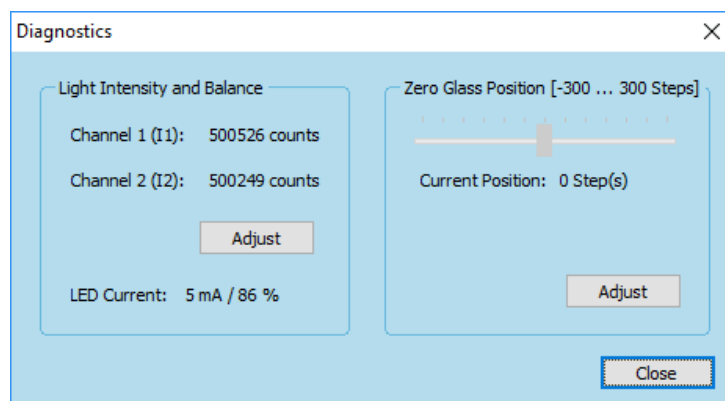 Diagnostics
Light Intensity and Balance
Channel 1 (I1): 500526 counts
Channel 2 (I2): 500249 counts
Adjust
LED Current: 5 mA / 86 %
Zero Glass Position [-300 ... 300 Steps]
Current Position: 0 Step(s)
Adjust
Close